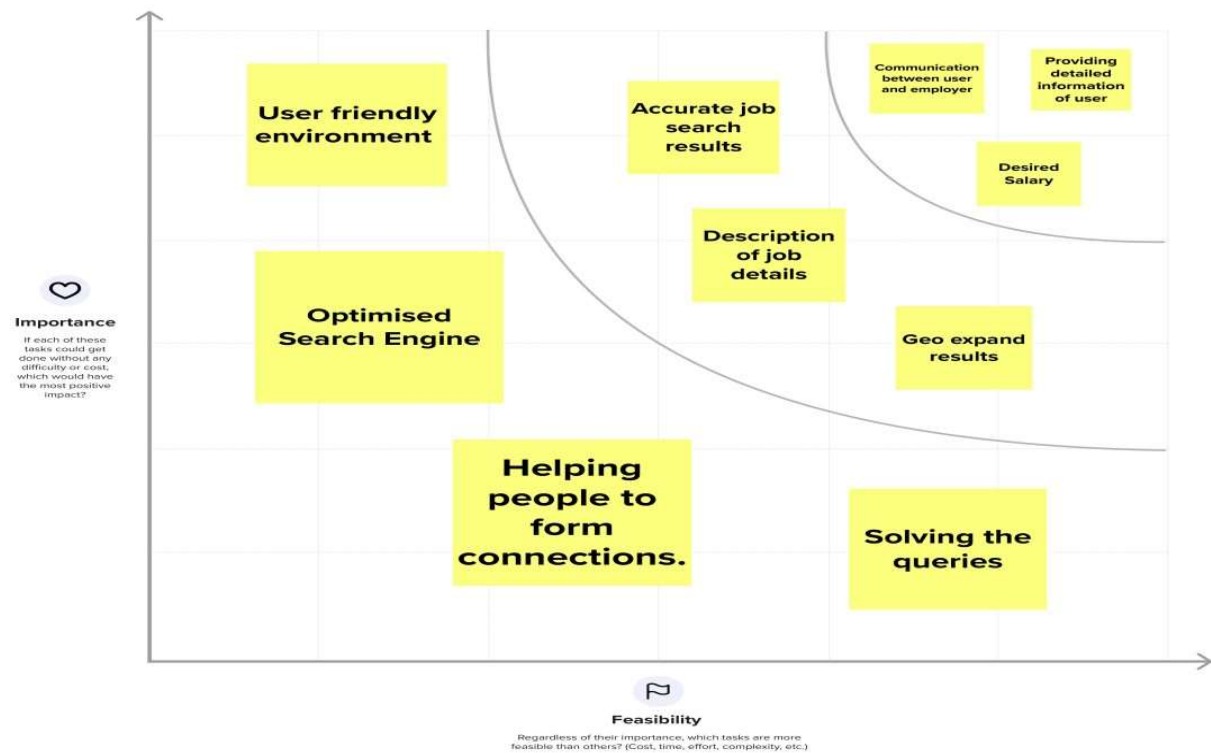 User friendly
environment
Accurate job
search
results
Communication
between user
and employer
Providing
detailed
information
of user
Desired
Salary
Description
of job
details
Optimised
Search Engine
Geo expand
results
Importance
If each of these
tasks could get
done without any
difficulty or cost,
which would have
the most positive
impact?
Helping
people to
form
connections.
Solving the
queries
Feasibility
Regardless of their importance, which tasks are more
feasible than others? (Cost, time, effort, complexity, etc.)